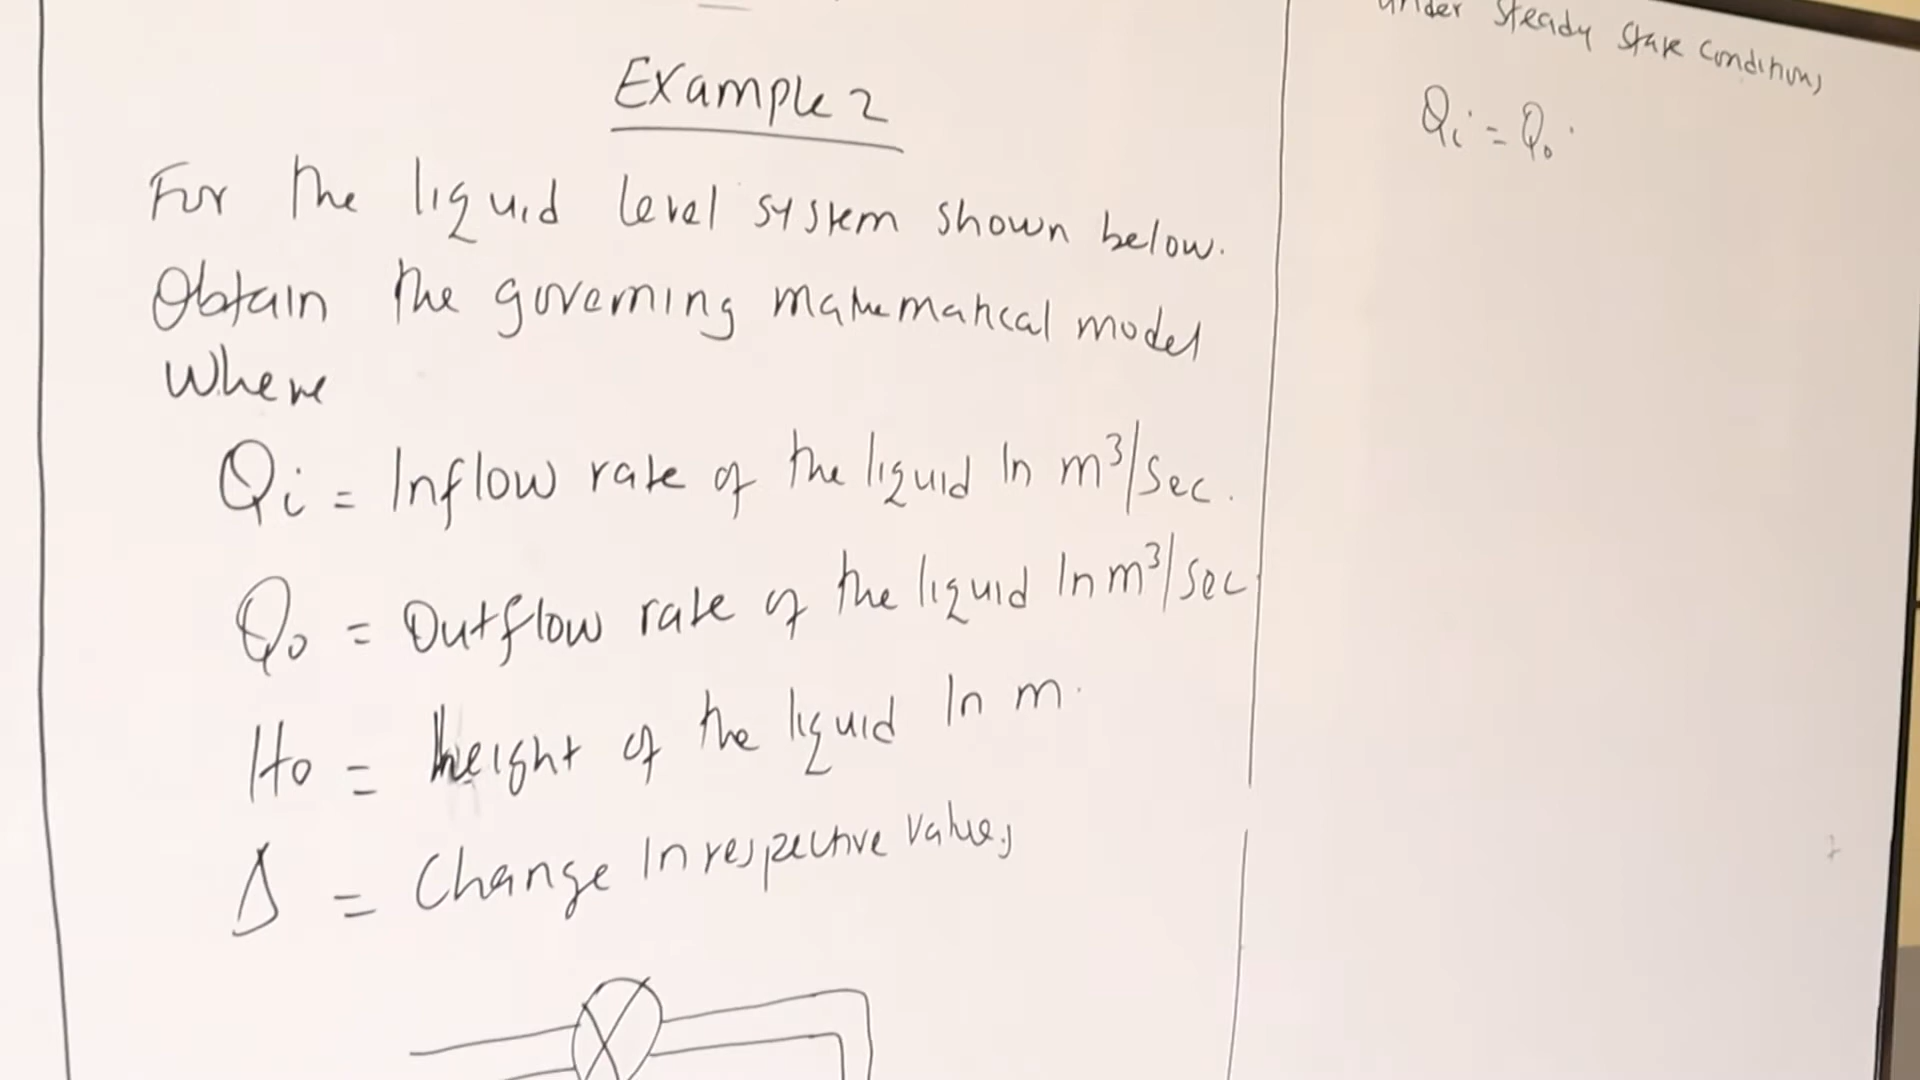 Example 2
For the liquid level system shown below.
Obtain the governing mathematical model
Where
Qi = Inflow rate of the liquid In m³/sec.
Qo = Outflow rate of the liquid In m³/sec
Ho = height of the liquid In m.
Δ = Change In respective values
under steady state conditions
Qi = Qo.